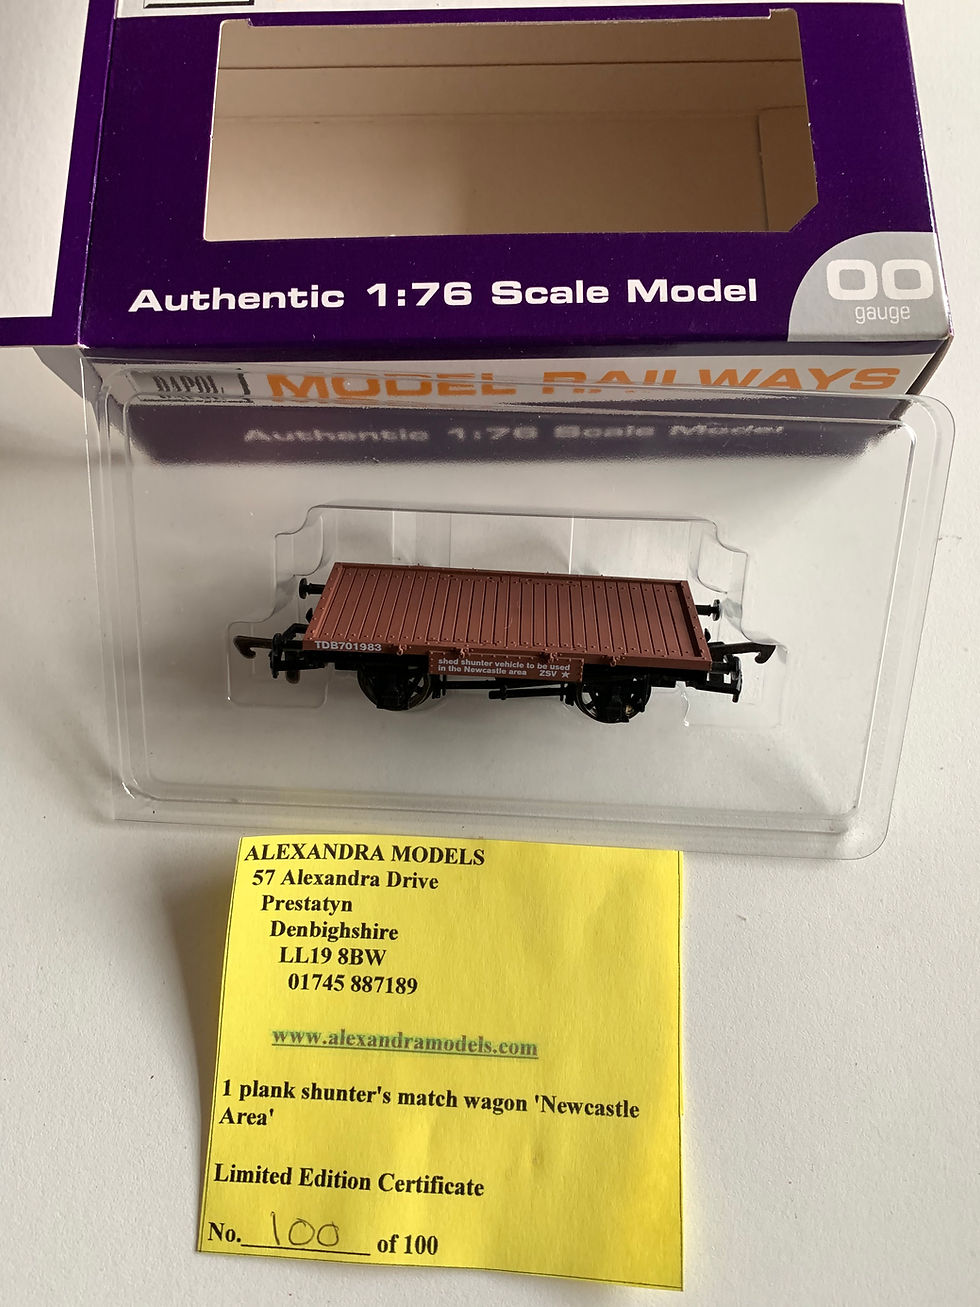 Authentic 1:76 Scale Model
OO
gauge
DAPOL
MODEL RAILWAYS
Authentic 1:76 Scale Model
TDB701983
shed shunter vehicle to be used
in the Newcastle area ZSV ★
ALEXANDRA MODELS
57 Alexandra Drive
Prestatyn
Denbighshire
LL19 8BW
01745 887189
www.alexandramodels.com
1 plank shunter's match wagon 'Newcastle
Area'
Limited Edition Certificate
No. 100 of 100